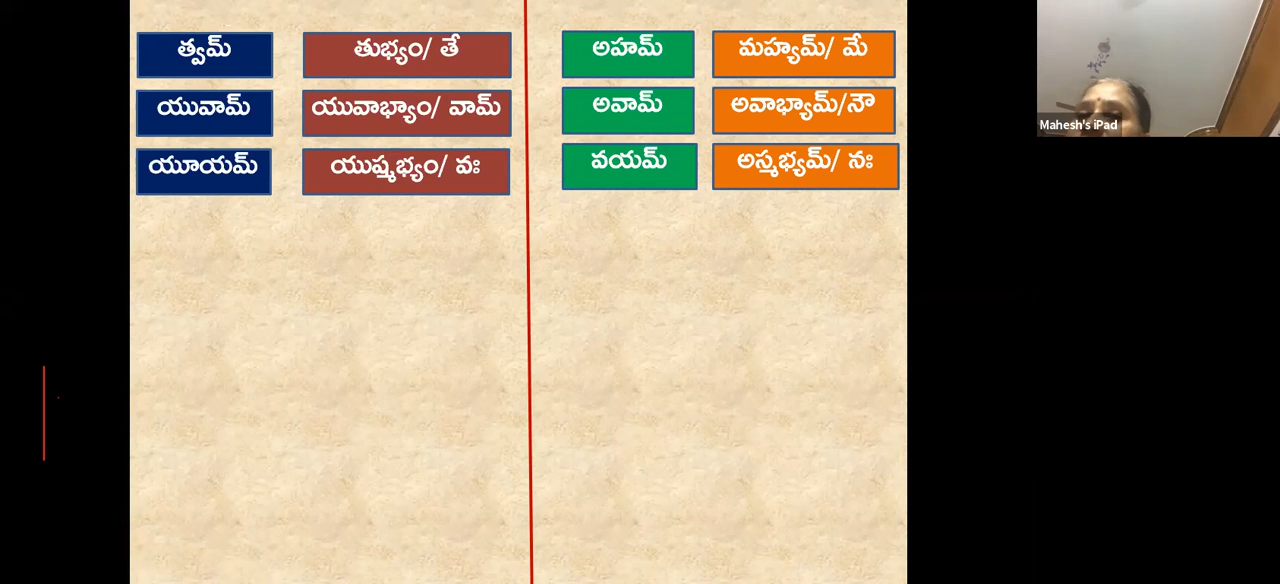 త్వమ్ తుభ్యం/ తే
యువామ్ యువాభ్యాం/ వామ్
యూయమ్ యుష్మభ్యం/ వః
అహమ్ మహ్యమ్/ మే
అవామ్ అవాభ్యామ్/నౌ
వయమ్ అస్మభ్యమ్/ నః
Mahesh's iPad